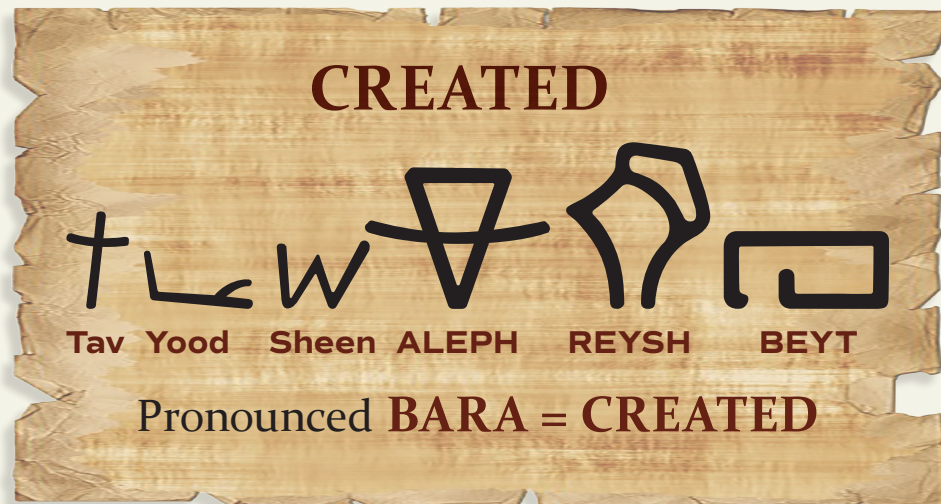 CREATED
𐤁𐤓𐤀𐤔𐤉𐤕
Tav Yood Sheen ALEPH REYSH BEYT
Pronounced BARA = CREATED